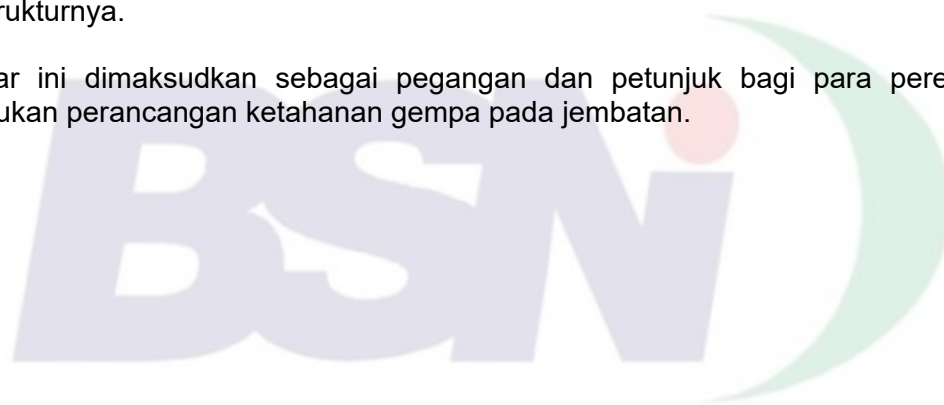 rukturnya.
ar ini dimaksudkan sebagai pegangan dan petunjuk bagi para pere
ukan perancangan ketahanan gempa pada jembatan.
BSN